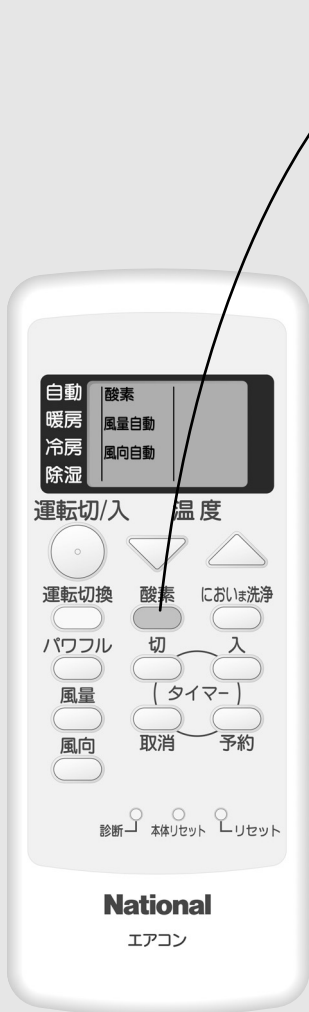 自動
暖房
冷房
除湿
酸素
風量自動
風向自動
運転切/入 温度
運転切換 酸素 においま洗浄
パワフル 切 入
風量 (タイマー)
風向 取消 予約
診断 本体リセット リセット
National
エアコン